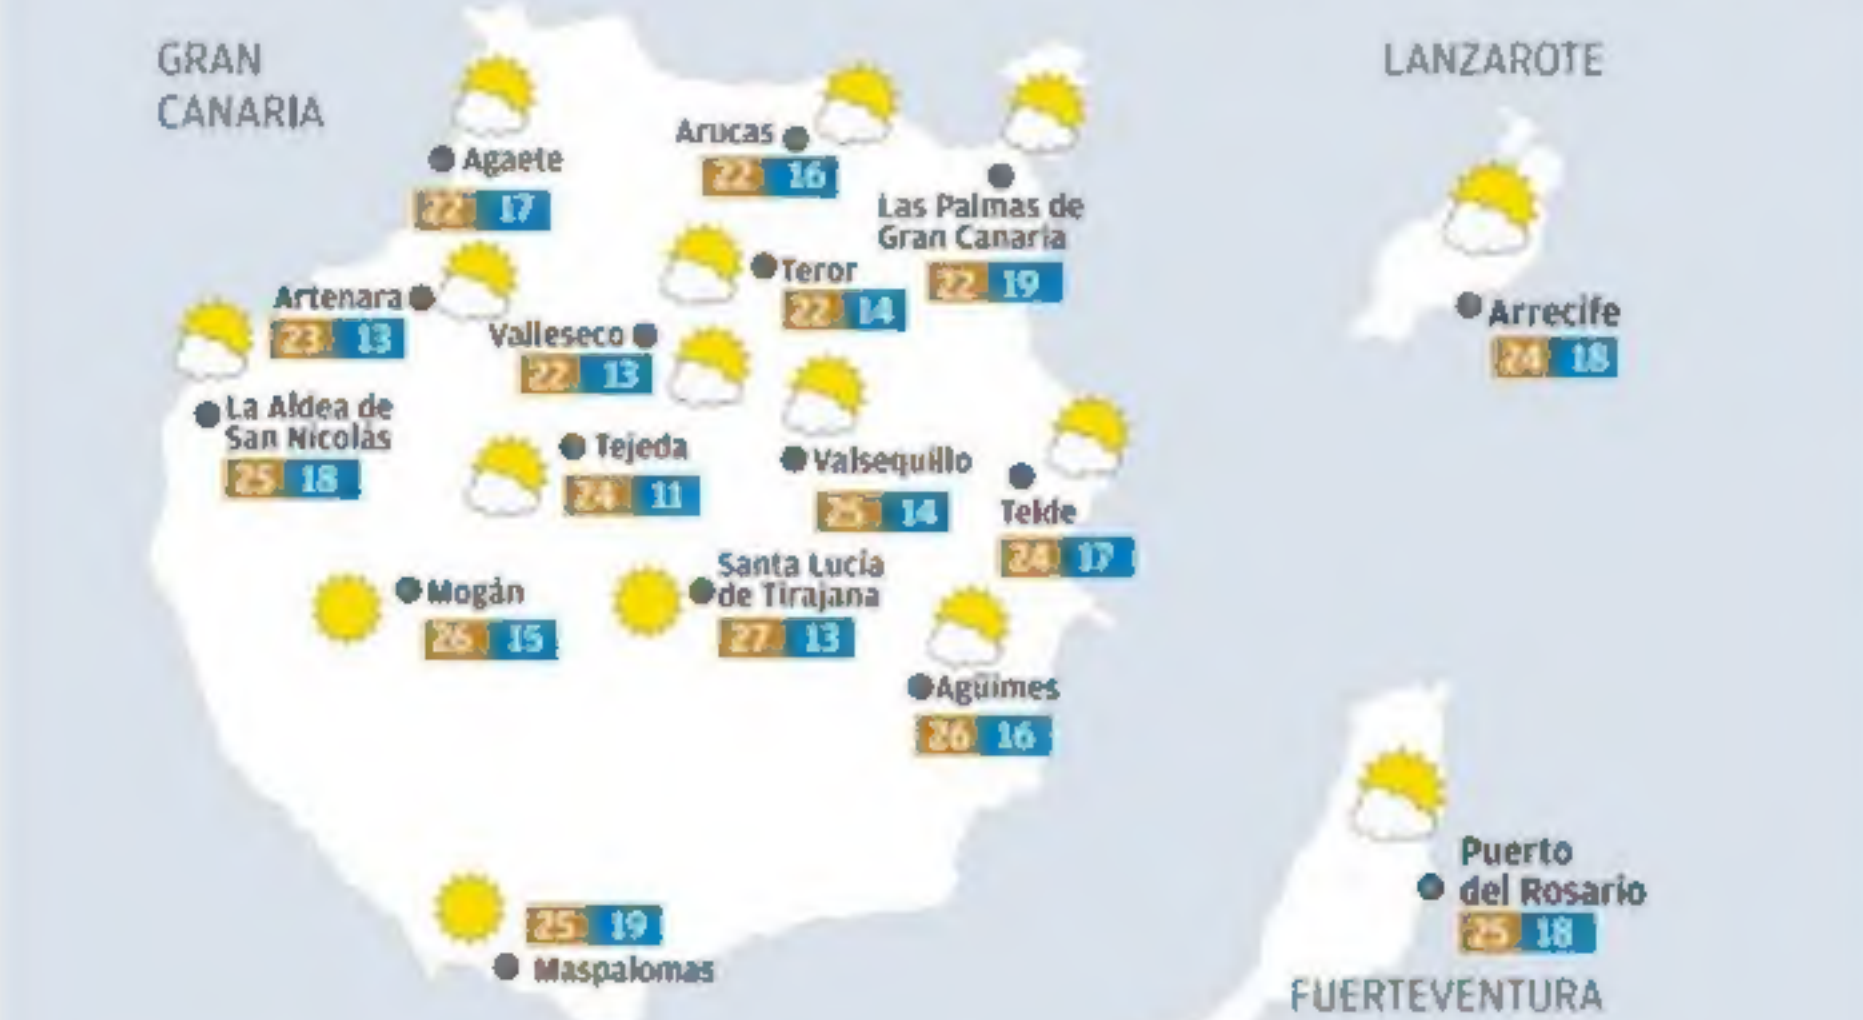 GRAN
CANARIA
LANZAROTE
Agaete
22 17
Arucas
22 16
Las Palmas de
Gran Canaria
22 19
Teror
22 14
Artenara
23 13
Valleseco
22 13
Arrecife
24 18
La Aldea de
San Nicolás
25 18
Tejeda
24 11
Valsequillo
25 14
Telde
24 17
Mogán
26 15
Santa Lucía
de Tirajana
27 13
Agüimes
26 16
Puerto
del Rosario
25 18
25 19
Maspalomas
FUERTEVENTURA